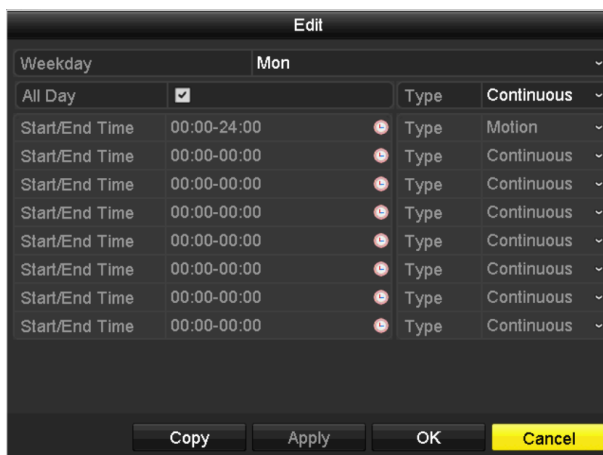 Edit
Weekday Mon
All Day Type Continuous
Start/End Time 00:00-24:00 Type Motion
Start/End Time 00:00-00:00 Type Continuous
Start/End Time 00:00-00:00 Type Continuous
Start/End Time 00:00-00:00 Type Continuous
Start/End Time 00:00-00:00 Type Continuous
Start/End Time 00:00-00:00 Type Continuous
Start/End Time 00:00-00:00 Type Continuous
Start/End Time 00:00-00:00 Type Continuous
Copy Apply OK Cancel